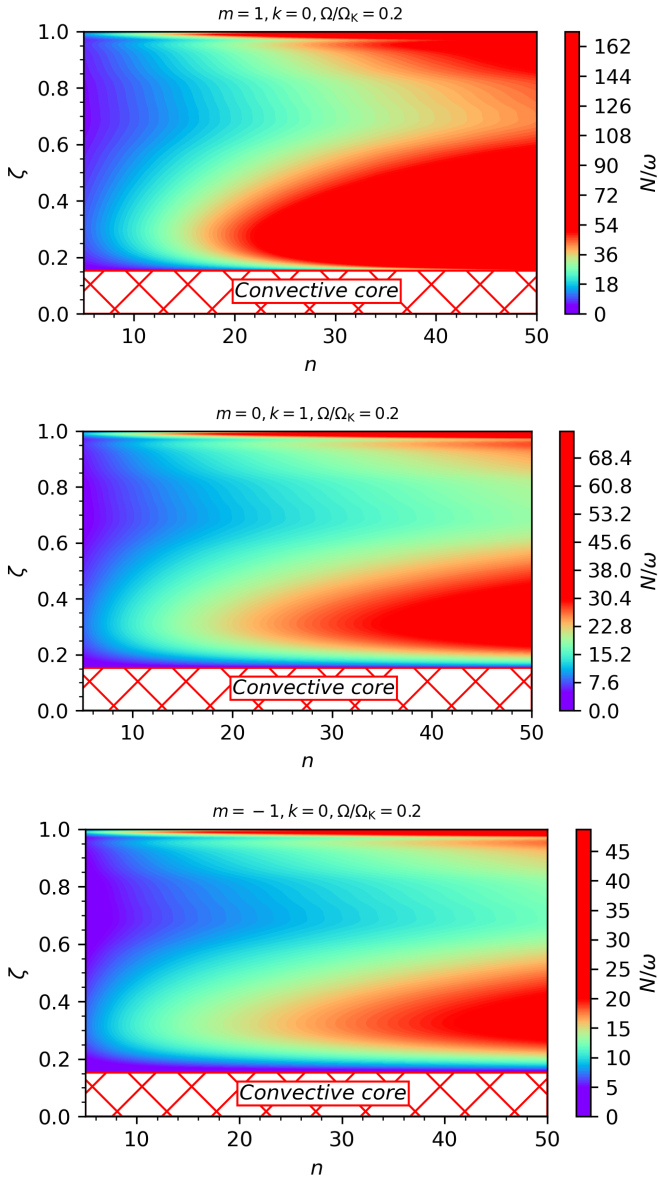 m = 1, k = 0, Ω/Ω_K = 0.2
1.0
0.8
0.6
0.4
0.2
0.0
ζ
Convective core
10 20 30 40 50
n
162
144
126
108
90
72
54
36
18
0
N/ω
m = 0, k = 1, Ω/Ω_K = 0.2
1.0
0.8
0.6
0.4
0.2
0.0
ζ
Convective core
10 20 30 40 50
n
68.4
60.8
53.2
45.6
38.0
30.4
22.8
15.2
7.6
0.0
N/ω
m = − 1, k = 0, Ω/Ω_K = 0.2
1.0
0.8
0.6
0.4
0.2
0.0
ζ
Convective core
10 20 30 40 50
n
45
40
35
30
25
20
15
10
5
0
N/ω